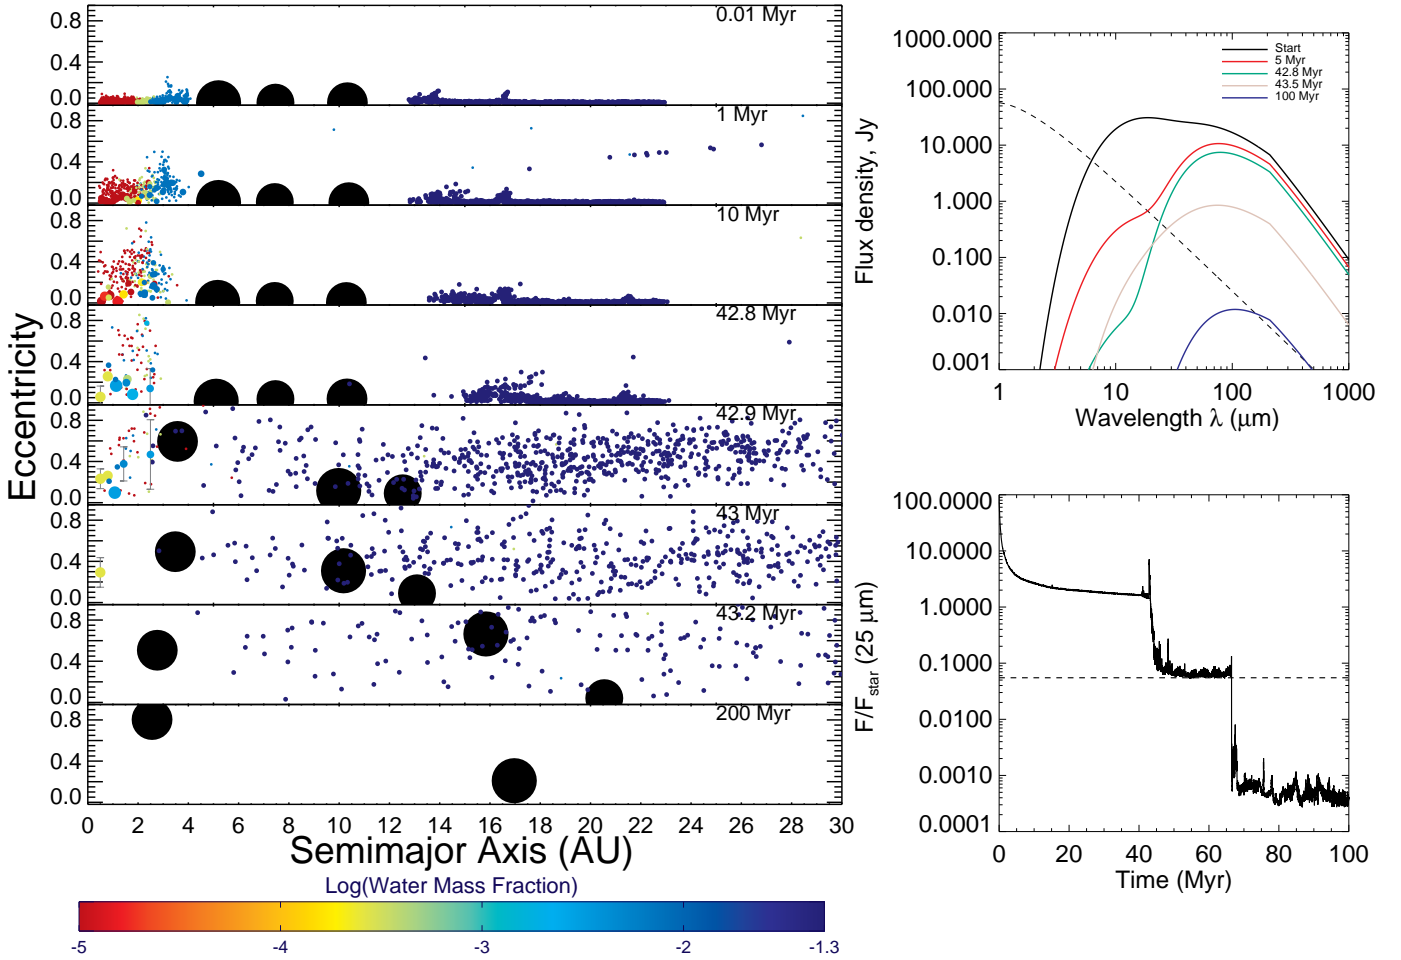 0.01 Myr
0.8
0.4
0.0
1 Myr
0.8
0.4
0.0
10 Myr
0.8
0.4
0.0
42.8 Myr
0.8
0.4
0.0
42.9 Myr
0.8
0.4
0.0
43 Myr
0.8
0.4
0.0
43.2 Myr
0.8
0.4
0.0
200 Myr
0.8
0.4
0.0
Eccentricity
0 2 4 6 8 10 12 14 16 18 20 22 24 26 28 30
Semimajor Axis (AU)
Log(Water Mass Fraction)
-5 -4 -3 -2 -1.3
1000.000
100.000
10.000
1.000
0.100
0.010
0.001
Flux density, Jy
Start
5 Myr
42.8 Myr
43.5 Myr
100 Myr
1 10 100 1000
Wavelength λ (μm)
100.0000
10.0000
1.0000
0.1000
0.0100
0.0010
0.0001
F/Fstar (25 μm)
0 20 40 60 80 100
Time (Myr)